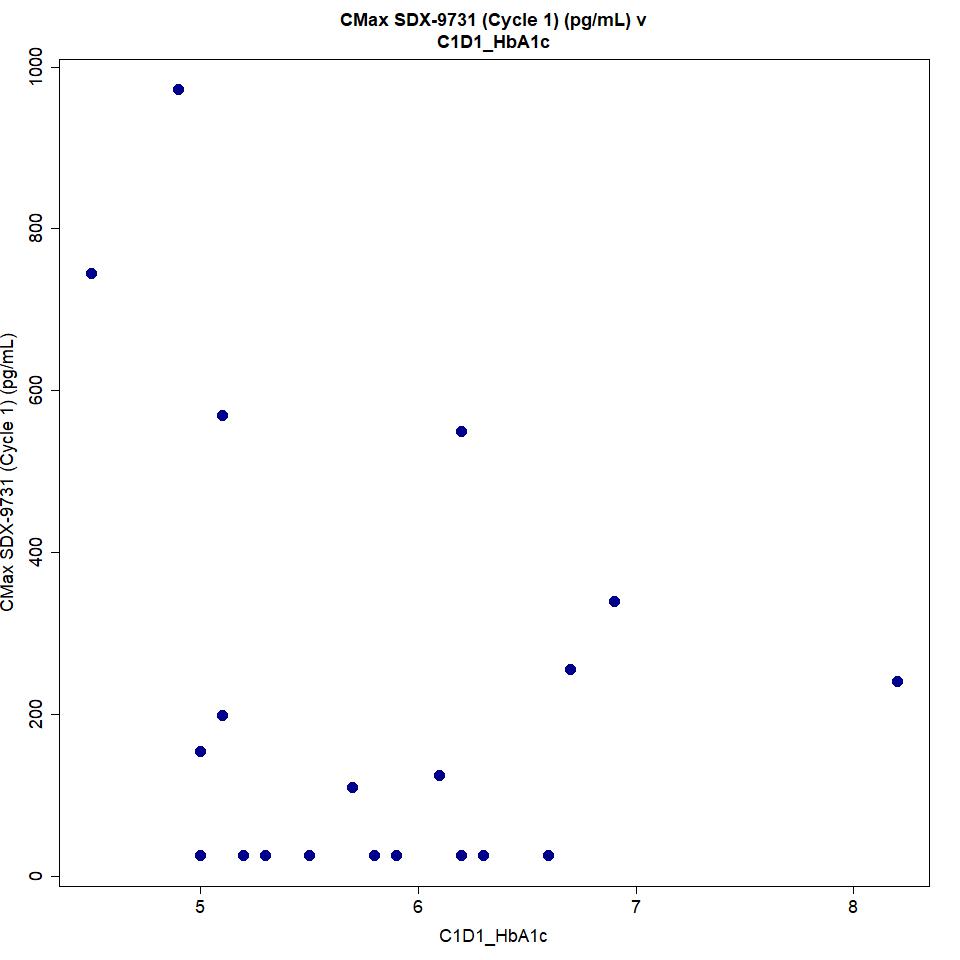 CMax SDX-9731 (Cycle 1) (pg/mL) v
C1D1_HbA1c
1000
800
600
400
200
0
CMax SDX-9731 (Cycle 1) (pg/mL)
5 6 7 8
C1D1_HbA1c